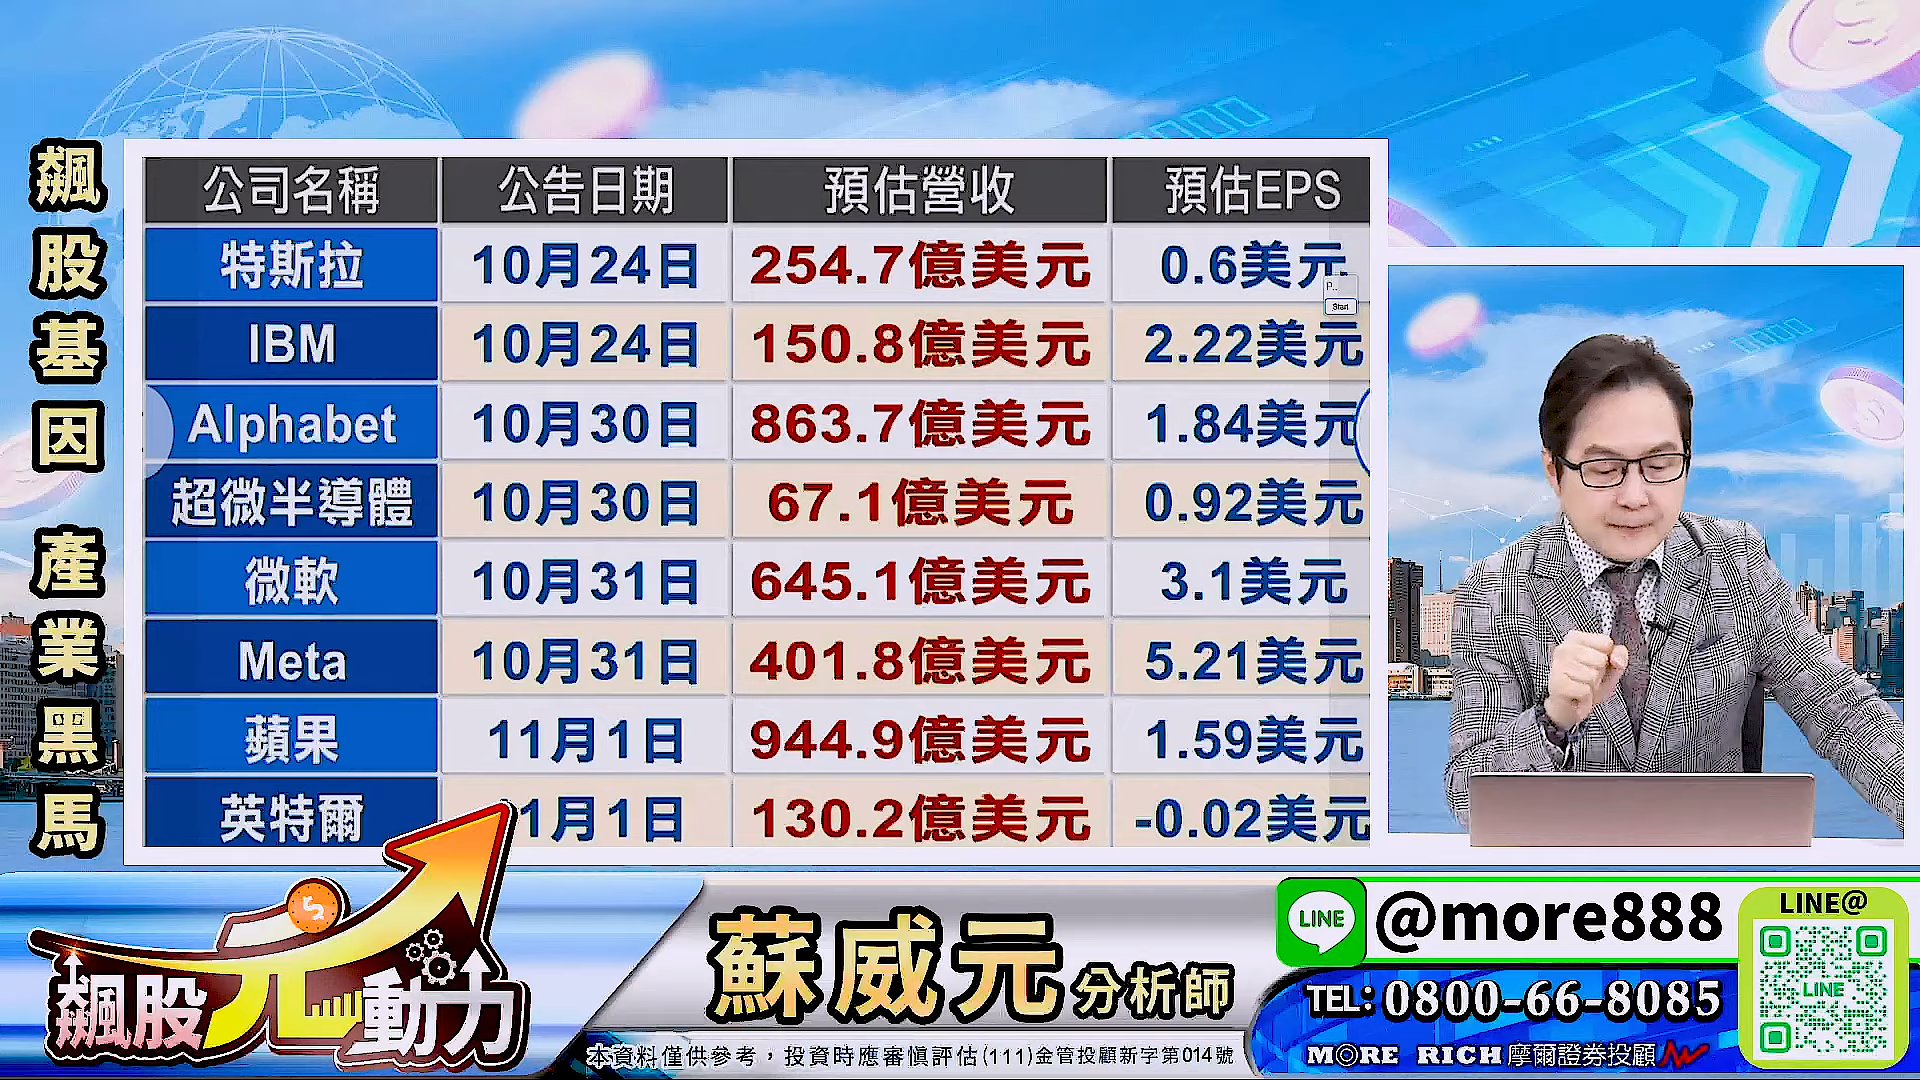 飆股基因 產業黑馬
公司名稱 公告日期 預估營收 預估EPS
特斯拉 10月24日 254.7億美元 0.6美元
IBM 10月24日 150.8億美元 2.22美元
Alphabet 10月30日 863.7億美元 1.84美元
超微半導體 10月30日 67.1億美元 0.92美元
微軟 10月31日 645.1億美元 3.1美元
Meta 10月31日 401.8億美元 5.21美元
蘋果 11月1日 944.9億美元 1.59美元
英特爾 1月1日 130.2億美元 -0.02美元
P...
Start
飆股元動力
蘇威元 分析師
本資料僅供參考，投資時應審慎評估(111)金管投顧新字第014號
LINE @more888
TEL:0800-66-8085
MORE RICH 摩爾證券投顧
LINE@
LINE